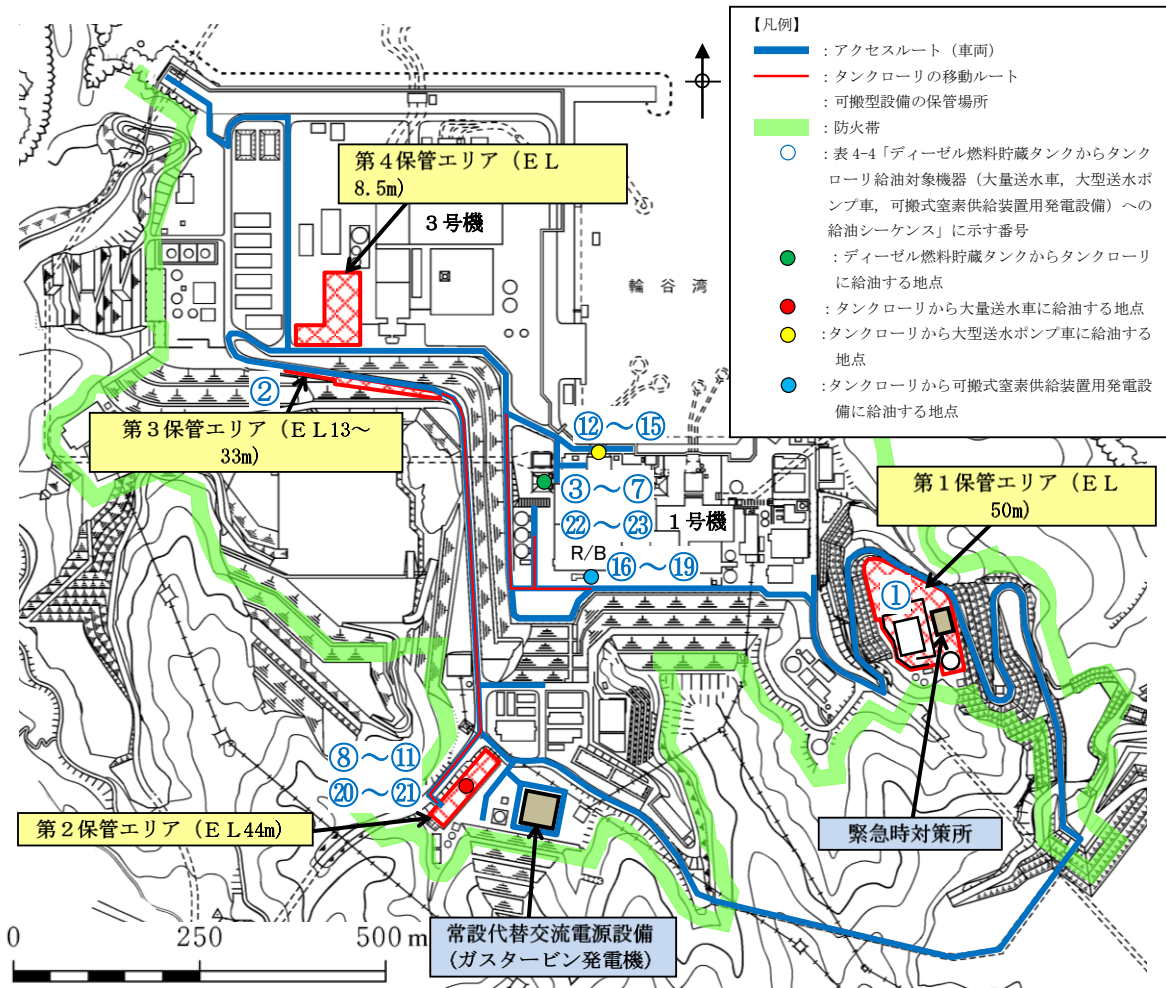 【凡例】
：アクセスルート（車両）
：タンクローリの移動ルート
：可搬型設備の保管場所
：防火帯
：表 4-4「ディーゼル燃料貯蔵タンクからタンク
ローリ給油対象機器（大量送水車，大型送水ポ
ンプ車，可搬式窒素供給装置用発電設備）への
給油シーケンス」に示す番号
：ディーゼル燃料貯蔵タンクからタンクローリ
に給油する地点
：タンクローリから大量送水車に給油する地点
：タンクローリから大型送水ポンプ車に給油する
地点
：タンクローリから可搬式窒素供給装置用発電設
備に給油する地点
第４保管エリア（ＥＬ
8.5m）
３号機
輪谷湾
②
第３保管エリア（ＥＬ13～
33m）
⑫～⑮
③～⑦
㉒～㉓
１号機
R/B
⑯～⑲
第１保管エリア（ＥＬ
50m）
①
⑧～⑪
⑳～㉑
第２保管エリア（ＥＬ44m）
緊急時対策所
常設代替交流電源設備
（ガスタービン発電機）
0 250 500 m